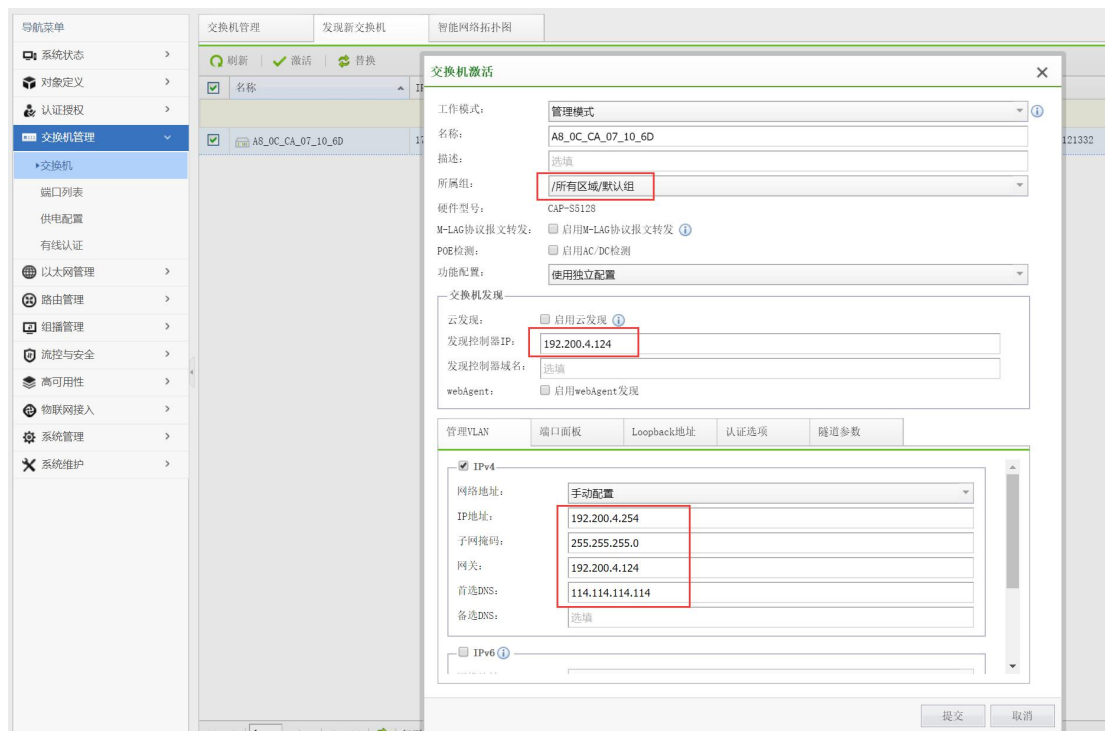 导航菜单
系统状态
对象定义
认证授权
交换机管理
交换机
端口列表
供电配置
有线认证
以太网管理
路由管理
组播管理
流控与安全
高可用性
物联网接入
系统管理
系统维护
交换机管理 发现新交换机 智能网络拓扑图
刷新 激活 替换
名称
A8_0C_CA_07_10_6D
121332
交换机激活
工作模式: 管理模式
名称: A8_0C_CA_07_10_6D
描述: 选填
所属组: /所有区域/默认组
硬件型号: CAP-S5128
M-LAG协议报文转发: 启用M-LAG协议报文转发
POE检测: 启用AC/DC检测
功能配置: 使用独立配置
交换机发现
云发现: 启用云发现
发现控制器IP: 192.200.4.124
发现控制器域名: 选填
webAgent: 启用webAgent发现
管理VLAN 端口面板 Loopback地址 认证选项 隧道参数
IPv4
网络地址: 手动配置
IP地址: 192.200.4.254
子网掩码: 255.255.255.0
网关: 192.200.4.124
首选DNS: 114.114.114.114
备选DNS: 选填
IPv6
提交 取消